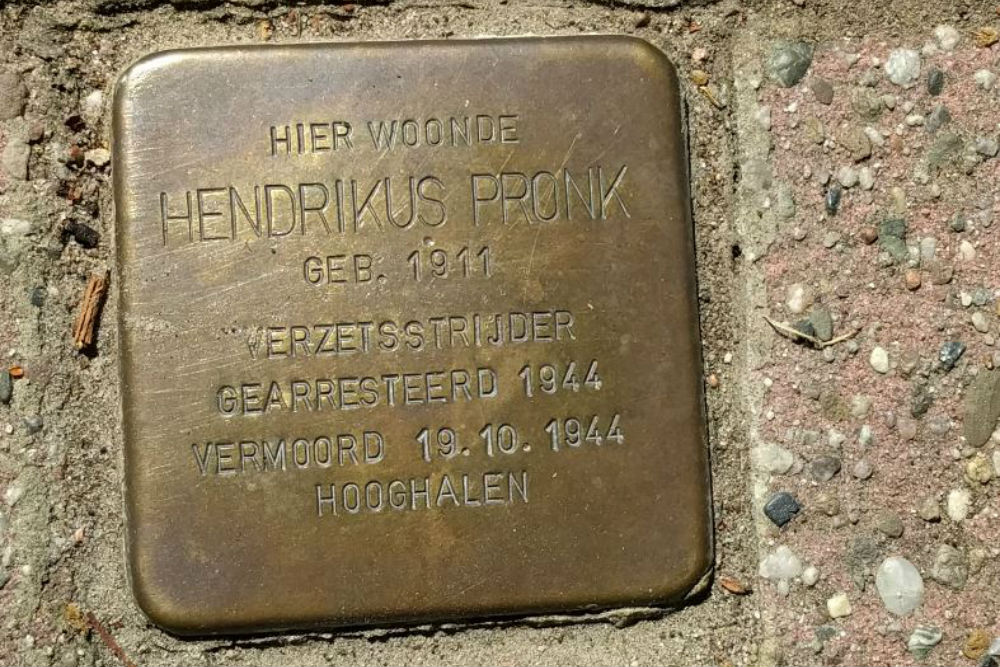 HIER WOONDE
HENDRIKUS PRONK
GEB. 1911
VERZETSSTRIJDER
GEARRESTEERD 1944
VERMOORD 19.10.1944
HOOGHALEN